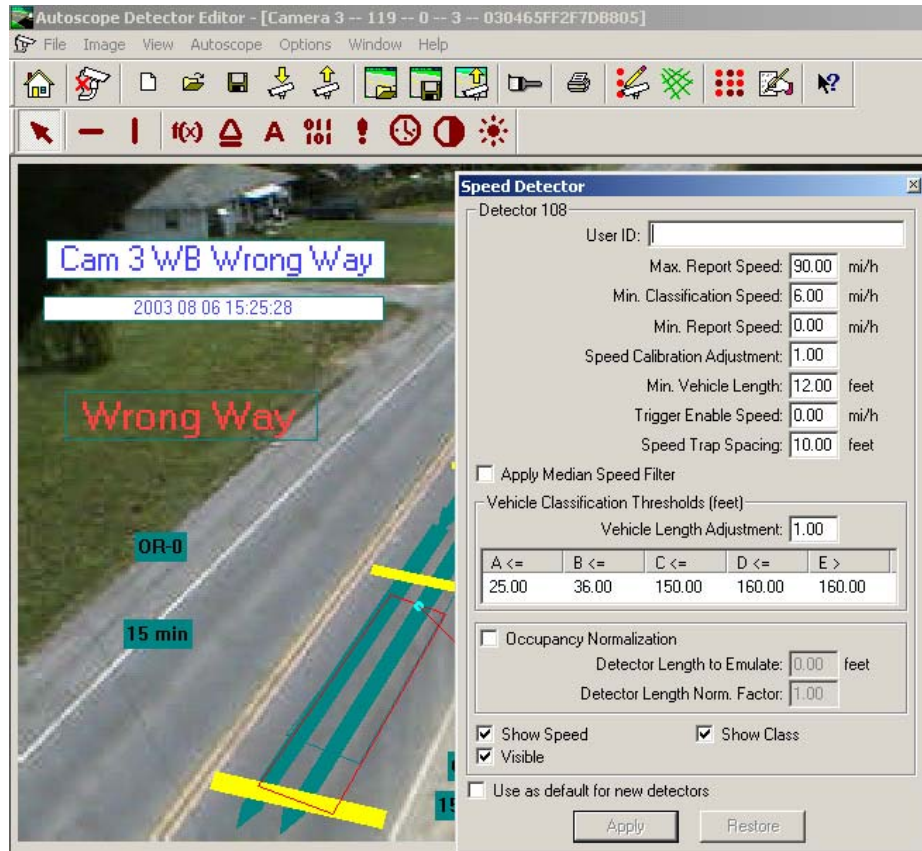 Autoscope Detector Editor - [Camera 3 -- 119 -- 0 -- 3 -- 030465FF2F7DB805]
File Image View Autoscope Options Window Help
f(x) A 011 101 ! ?
Cam 3 WB Wrong Way
2003 08 06 15:25:28
Wrong Way
OR-0
15 min
15
Speed Detector
Detector 108
User ID:
Max. Report Speed: 90.00 mi/h
Min. Classification Speed: 6.00 mi/h
Min. Report Speed: 0.00 mi/h
Speed Calibration Adjustment: 1.00
Min. Vehicle Length: 12.00 feet
Trigger Enable Speed: 0.00 mi/h
Speed Trap Spacing: 10.00 feet
Apply Median Speed Filter
Vehicle Classification Thresholds (feet)
Vehicle Length Adjustment: 1.00
A <= B <= C <= D <= E >
25.00 36.00 150.00 160.00 160.00
Occupancy Normalization
Detector Length to Emulate: 0.00 feet
Detector Length Norm. Factor: 1.00
Show Speed Show Class
Visible
Use as default for new detectors
Apply Restore